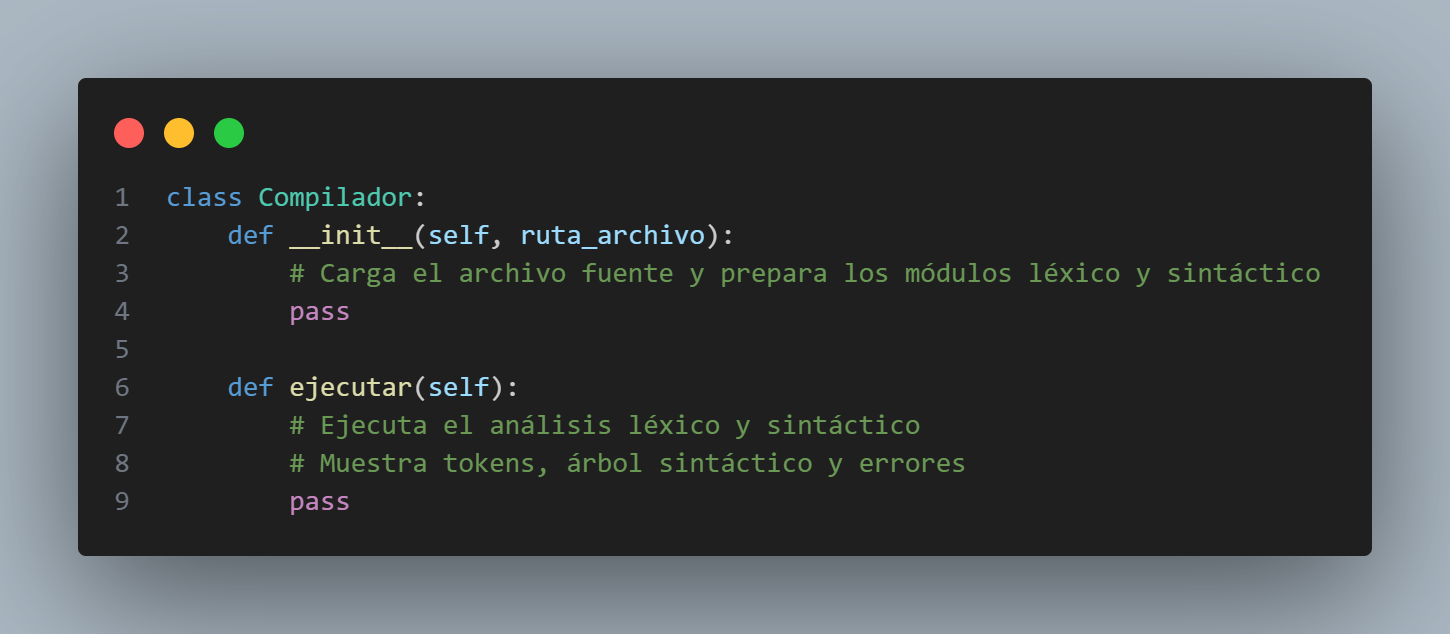 1 class Compilador:
2     def __init__(self, ruta_archivo):
3         # Carga el archivo fuente y prepara los módulos léxico y sintáctico
4         pass
5
6     def ejecutar(self):
7         # Ejecuta el análisis léxico y sintáctico
8         # Muestra tokens, árbol sintáctico y errores
9         pass